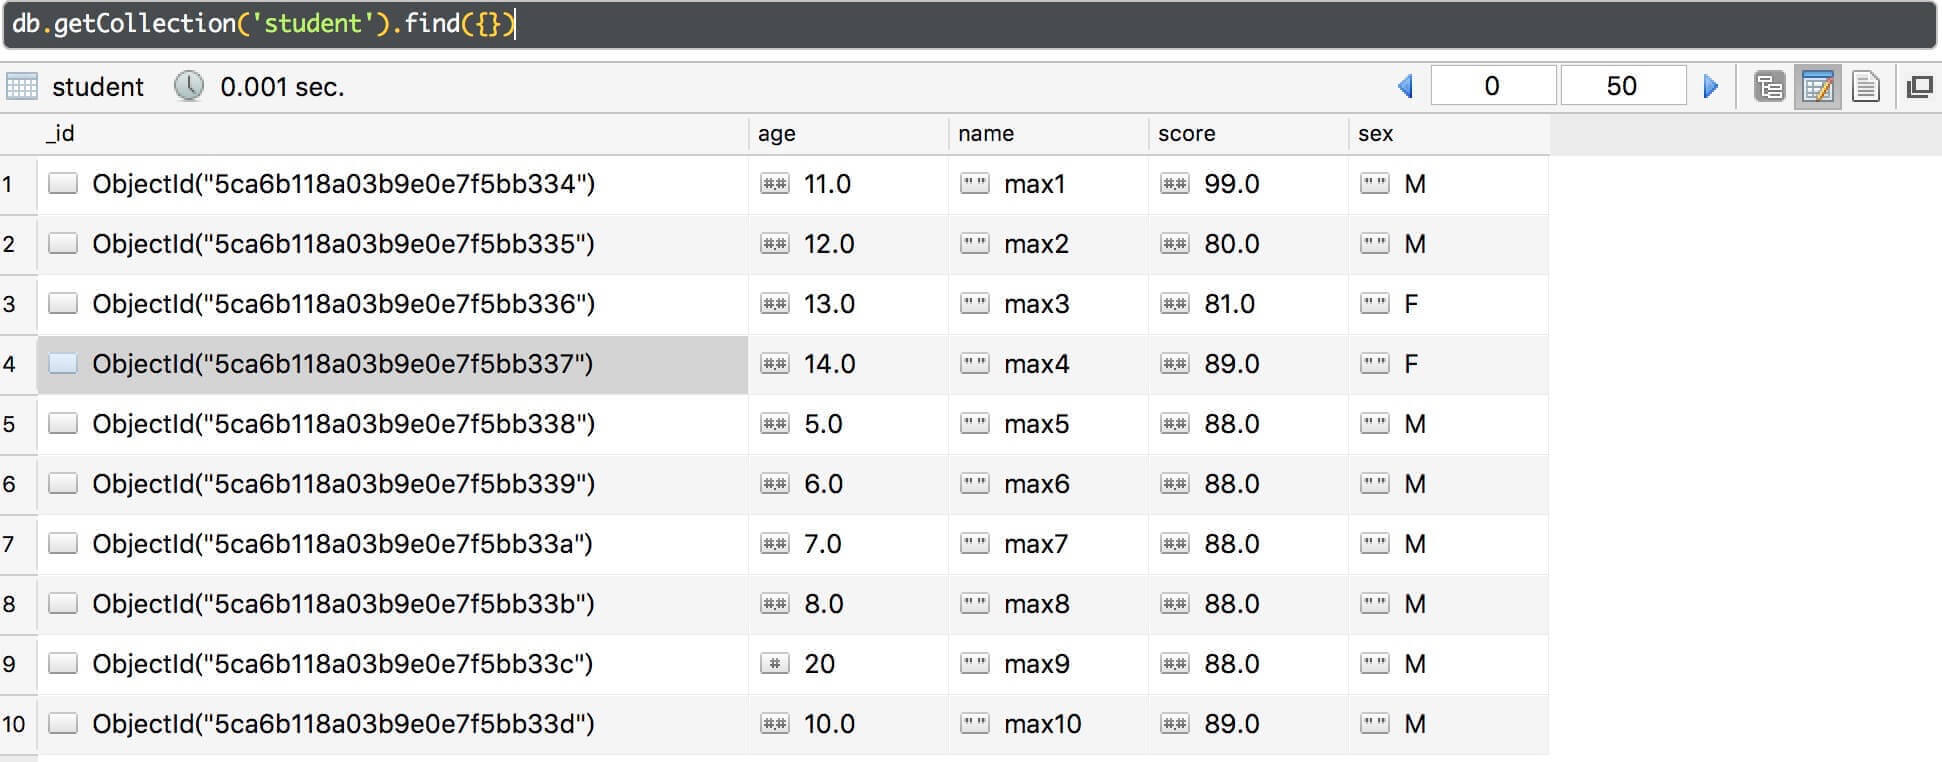 db.getCollection('student').find({})
student 0.001 sec. 0 50
_id age name score sex
1 ObjectId("5ca6b118a03b9e0e7f5bb334") #.# 11.0 "" max1 #.# 99.0 "" M
2 ObjectId("5ca6b118a03b9e0e7f5bb335") #.# 12.0 "" max2 #.# 80.0 "" M
3 ObjectId("5ca6b118a03b9e0e7f5bb336") #.# 13.0 "" max3 #.# 81.0 "" F
4 ObjectId("5ca6b118a03b9e0e7f5bb337") #.# 14.0 "" max4 #.# 89.0 "" F
5 ObjectId("5ca6b118a03b9e0e7f5bb338") #.# 5.0 "" max5 #.# 88.0 "" M
6 ObjectId("5ca6b118a03b9e0e7f5bb339") #.# 6.0 "" max6 #.# 88.0 "" M
7 ObjectId("5ca6b118a03b9e0e7f5bb33a") #.# 7.0 "" max7 #.# 88.0 "" M
8 ObjectId("5ca6b118a03b9e0e7f5bb33b") #.# 8.0 "" max8 #.# 88.0 "" M
9 ObjectId("5ca6b118a03b9e0e7f5bb33c") # 20 "" max9 #.# 88.0 "" M
10 ObjectId("5ca6b118a03b9e0e7f5bb33d") #.# 10.0 "" max10 #.# 89.0 "" M